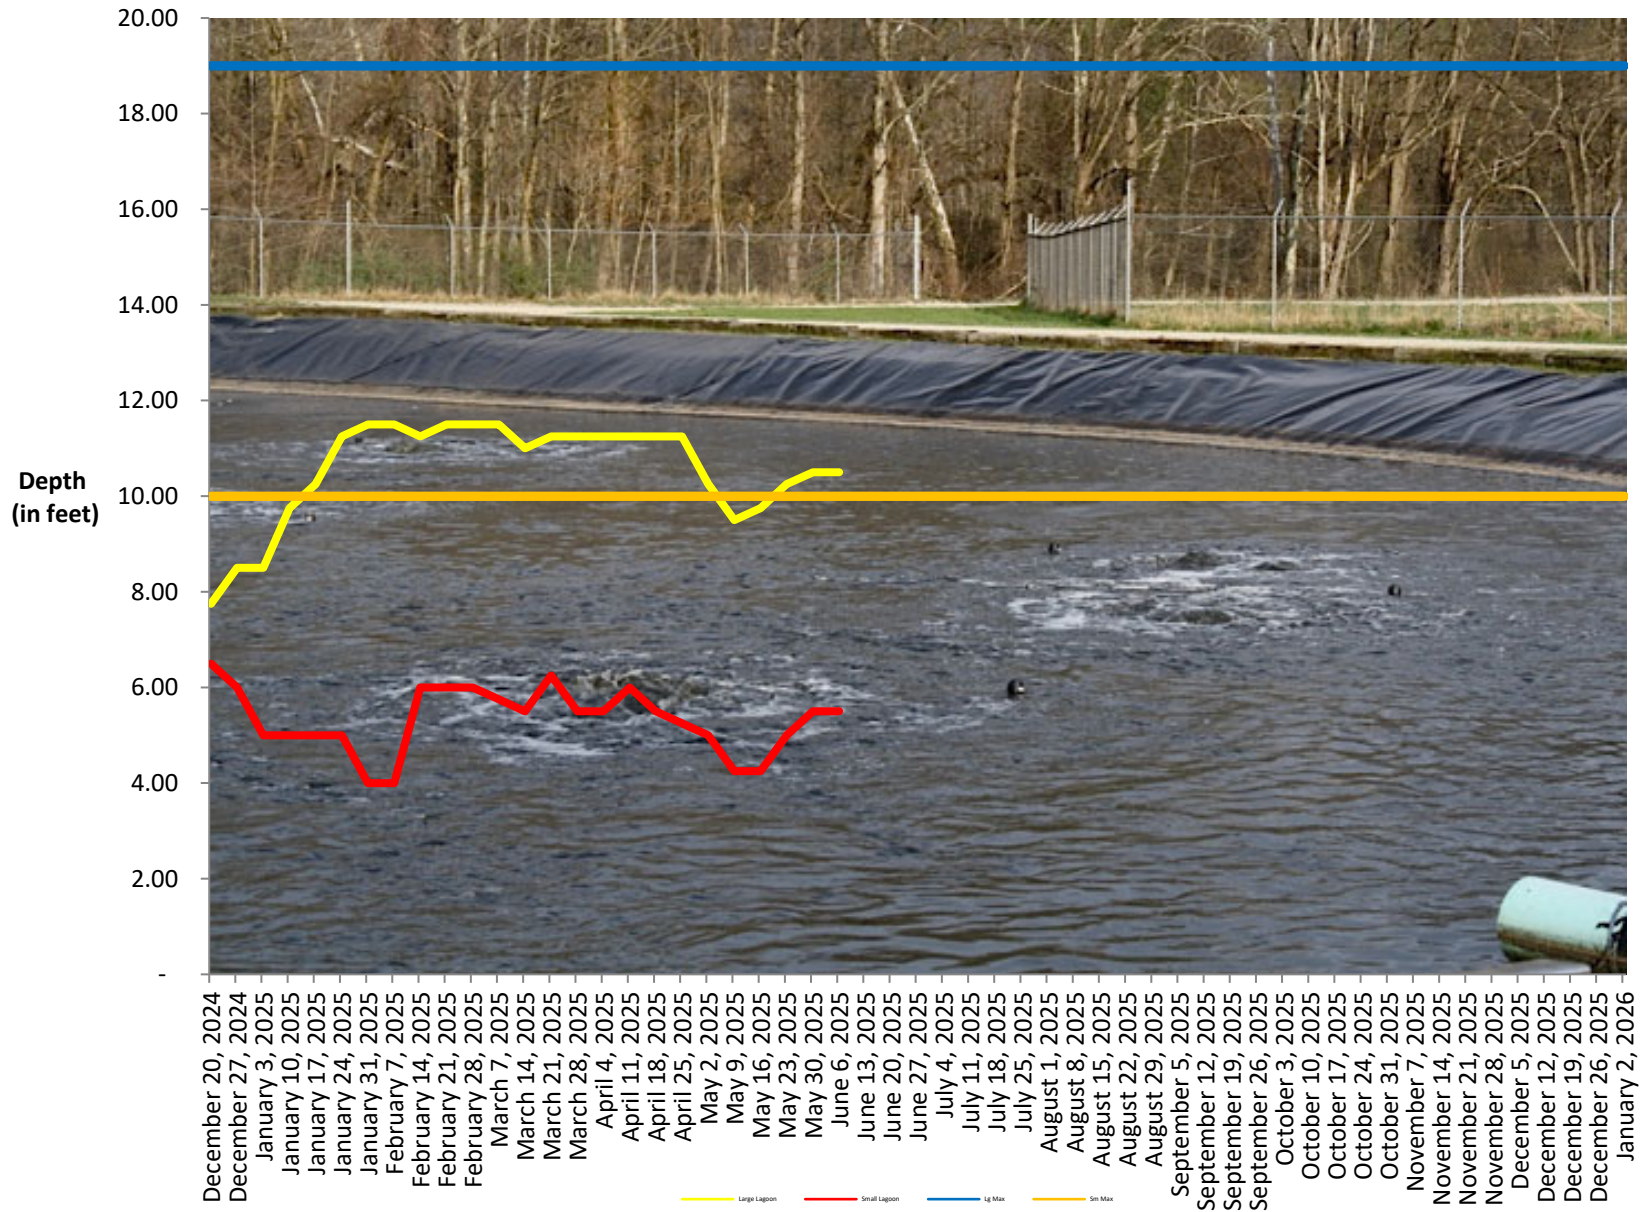 20.00
18.00
16.00
14.00
12.00
10.00
8.00
6.00
4.00
2.00
-
Depth
(in feet)
December 20, 2024
December 27, 2024
January 3, 2025
January 10, 2025
January 17, 2025
January 24, 2025
January 31, 2025
February 7, 2025
February 14, 2025
February 21, 2025
February 28, 2025
March 7, 2025
March 14, 2025
March 21, 2025
March 28, 2025
April 4, 2025
April 11, 2025
April 18, 2025
April 25, 2025
May 2, 2025
May 9, 2025
May 16, 2025
May 23, 2025
May 30, 2025
June 6, 2025
June 13, 2025
June 20, 2025
June 27, 2025
July 4, 2025
July 11, 2025
July 18, 2025
July 25, 2025
August 1, 2025
August 8, 2025
August 15, 2025
August 22, 2025
August 29, 2025
September 5, 2025
September 12, 2025
September 19, 2025
September 26, 2025
October 3, 2025
October 10, 2025
October 17, 2025
October 24, 2025
October 31, 2025
November 7, 2025
November 14, 2025
November 21, 2025
November 28, 2025
December 5, 2025
December 12, 2025
December 19, 2025
December 26, 2025
January 2, 2026
Large Lagoon
Small Lagoon
Lg Max
Sm Max